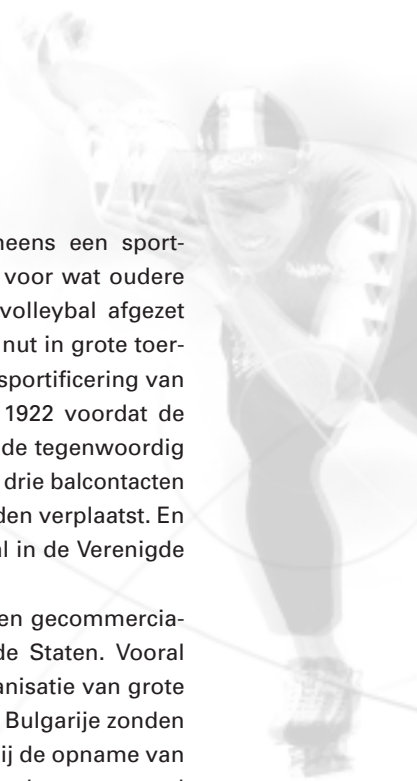 neens een sport-
voor wat oudere
volleybal afgezet
nut in grote toer-
sportificering van
1922 voordat de
de tegenwoordig
drie balcontacten
den verplaatst. En
al in de Verenigde
en gecommercia-
de Staten. Vooral
anisatie van grote
Bulgarije zonden
ij de opname van